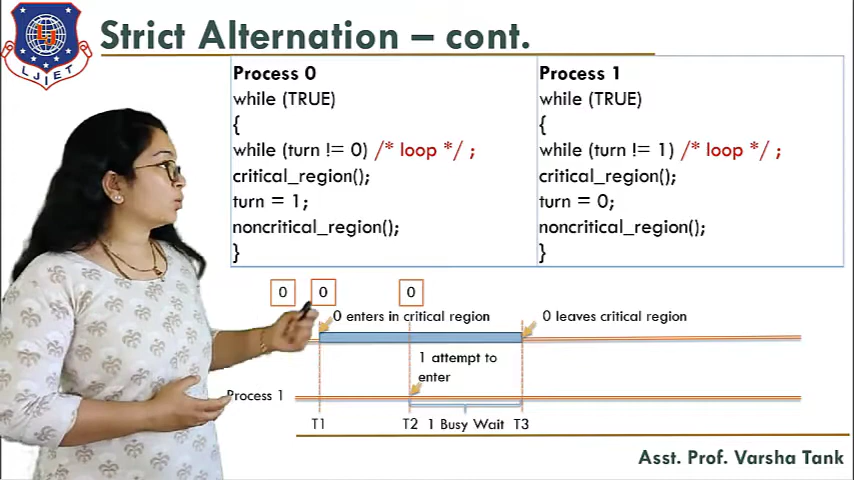 LJIET
Strict Alternation – cont.
Process 0
while (TRUE)
{
while (turn != 0) /* loop */ ;
critical_region();
turn = 1;
noncritical_region();
}
Process 1
while (TRUE)
{
while (turn != 1) /* loop */ ;
critical_region();
turn = 0;
noncritical_region();
}
0 0 0
0 enters in critical region
0 leaves critical region
1 attempt to
enter
Process 1
T1 T2 1 Busy Wait T3
Asst. Prof. Varsha Tank